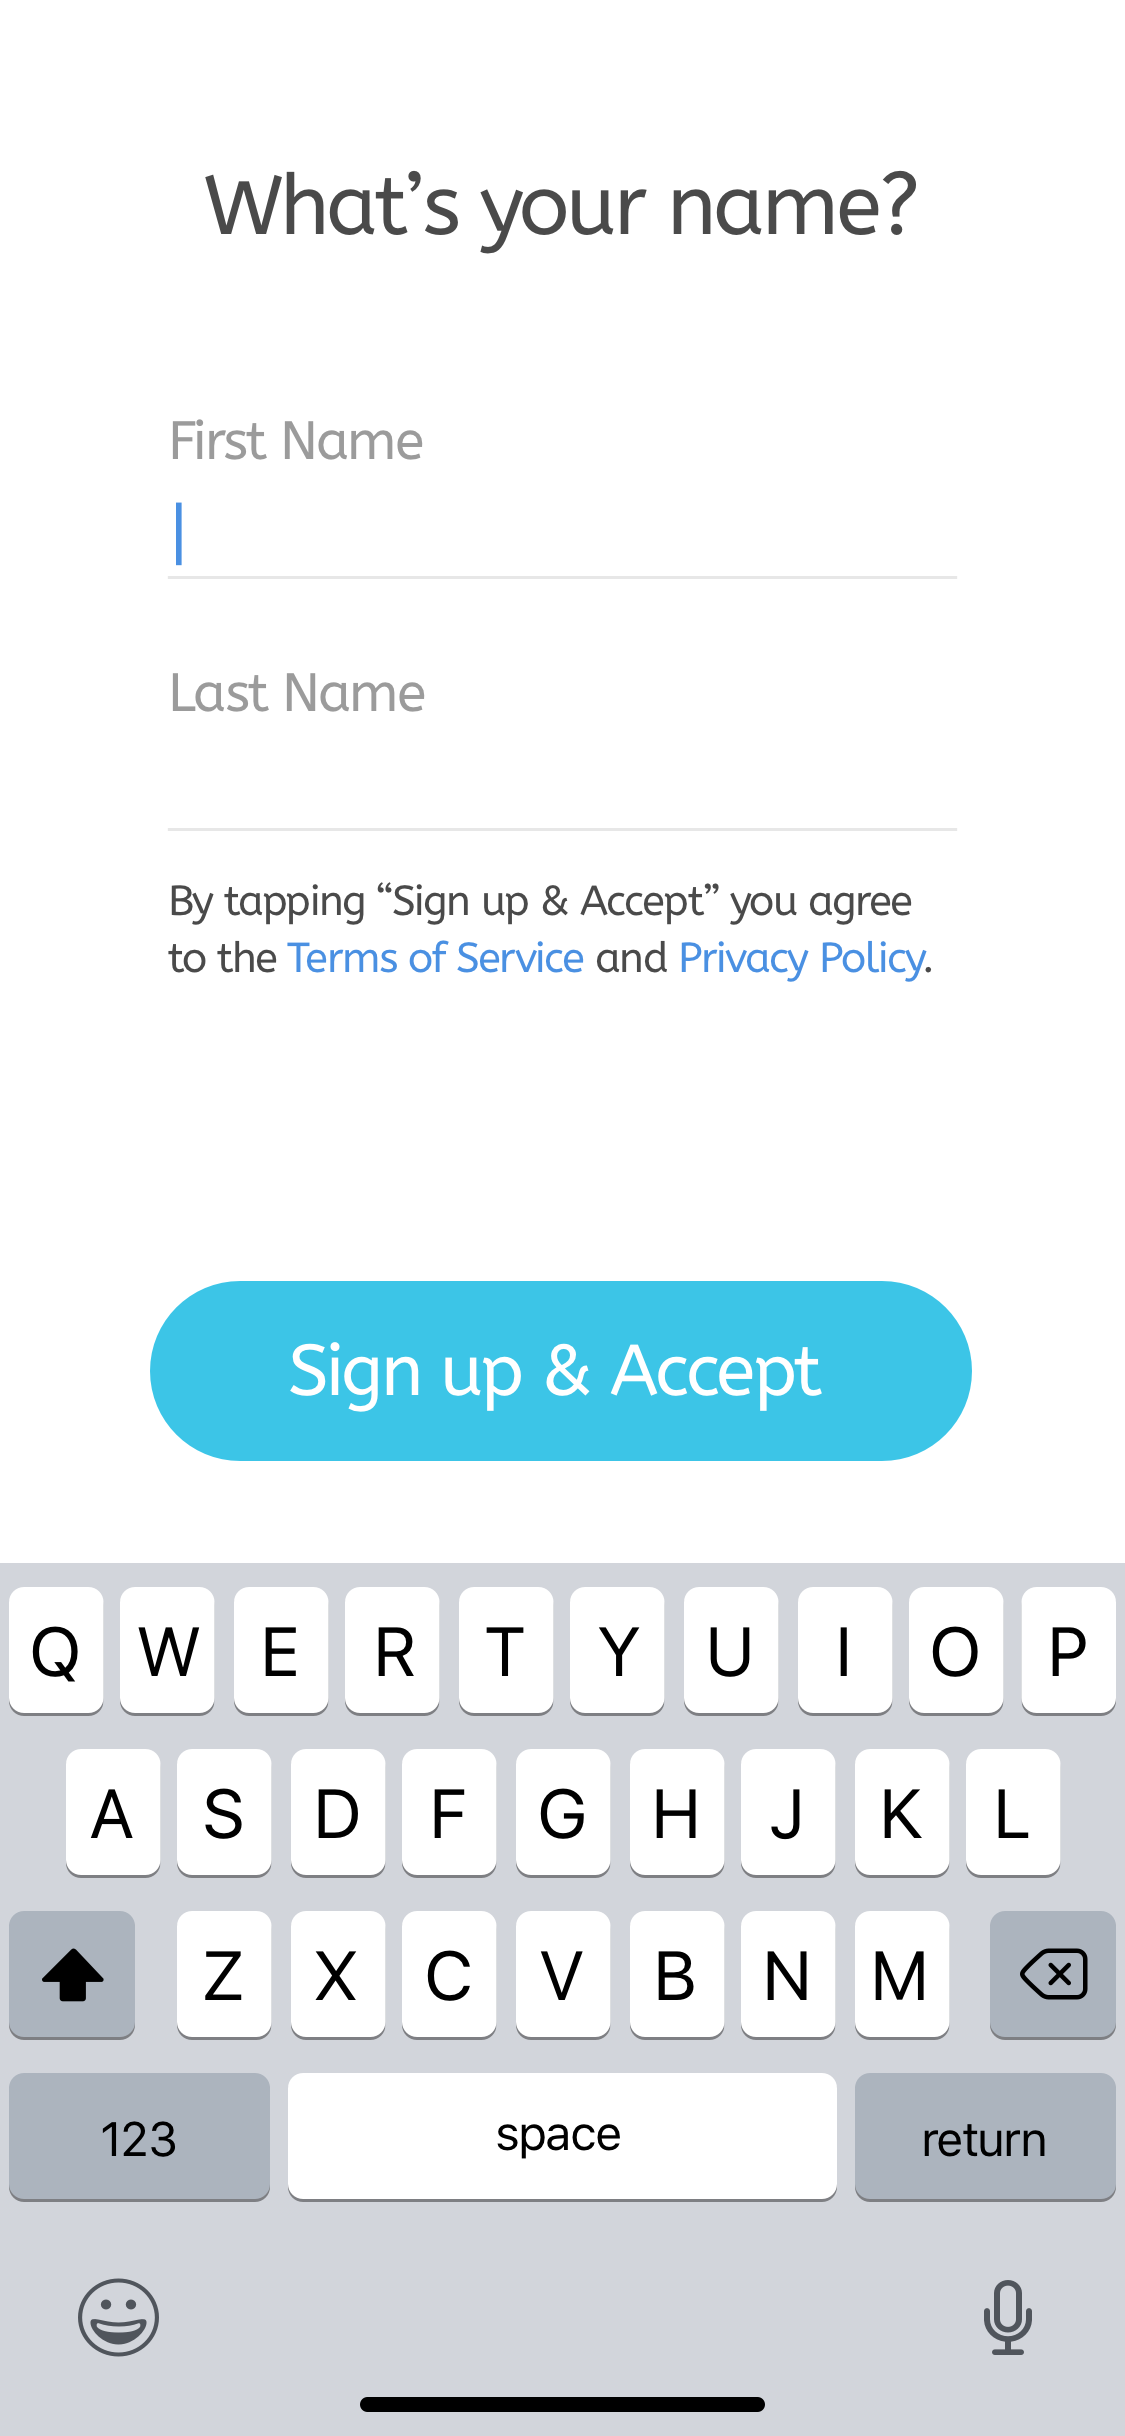 What’s your name?
First Name
Last Name
By tapping “Sign up & Accept” you agree
to the Terms of Service and Privacy Policy.
Sign up & Accept
Q W E R T Y U I O P
A S D F G H J K L
Z X C V B N M
123 space return